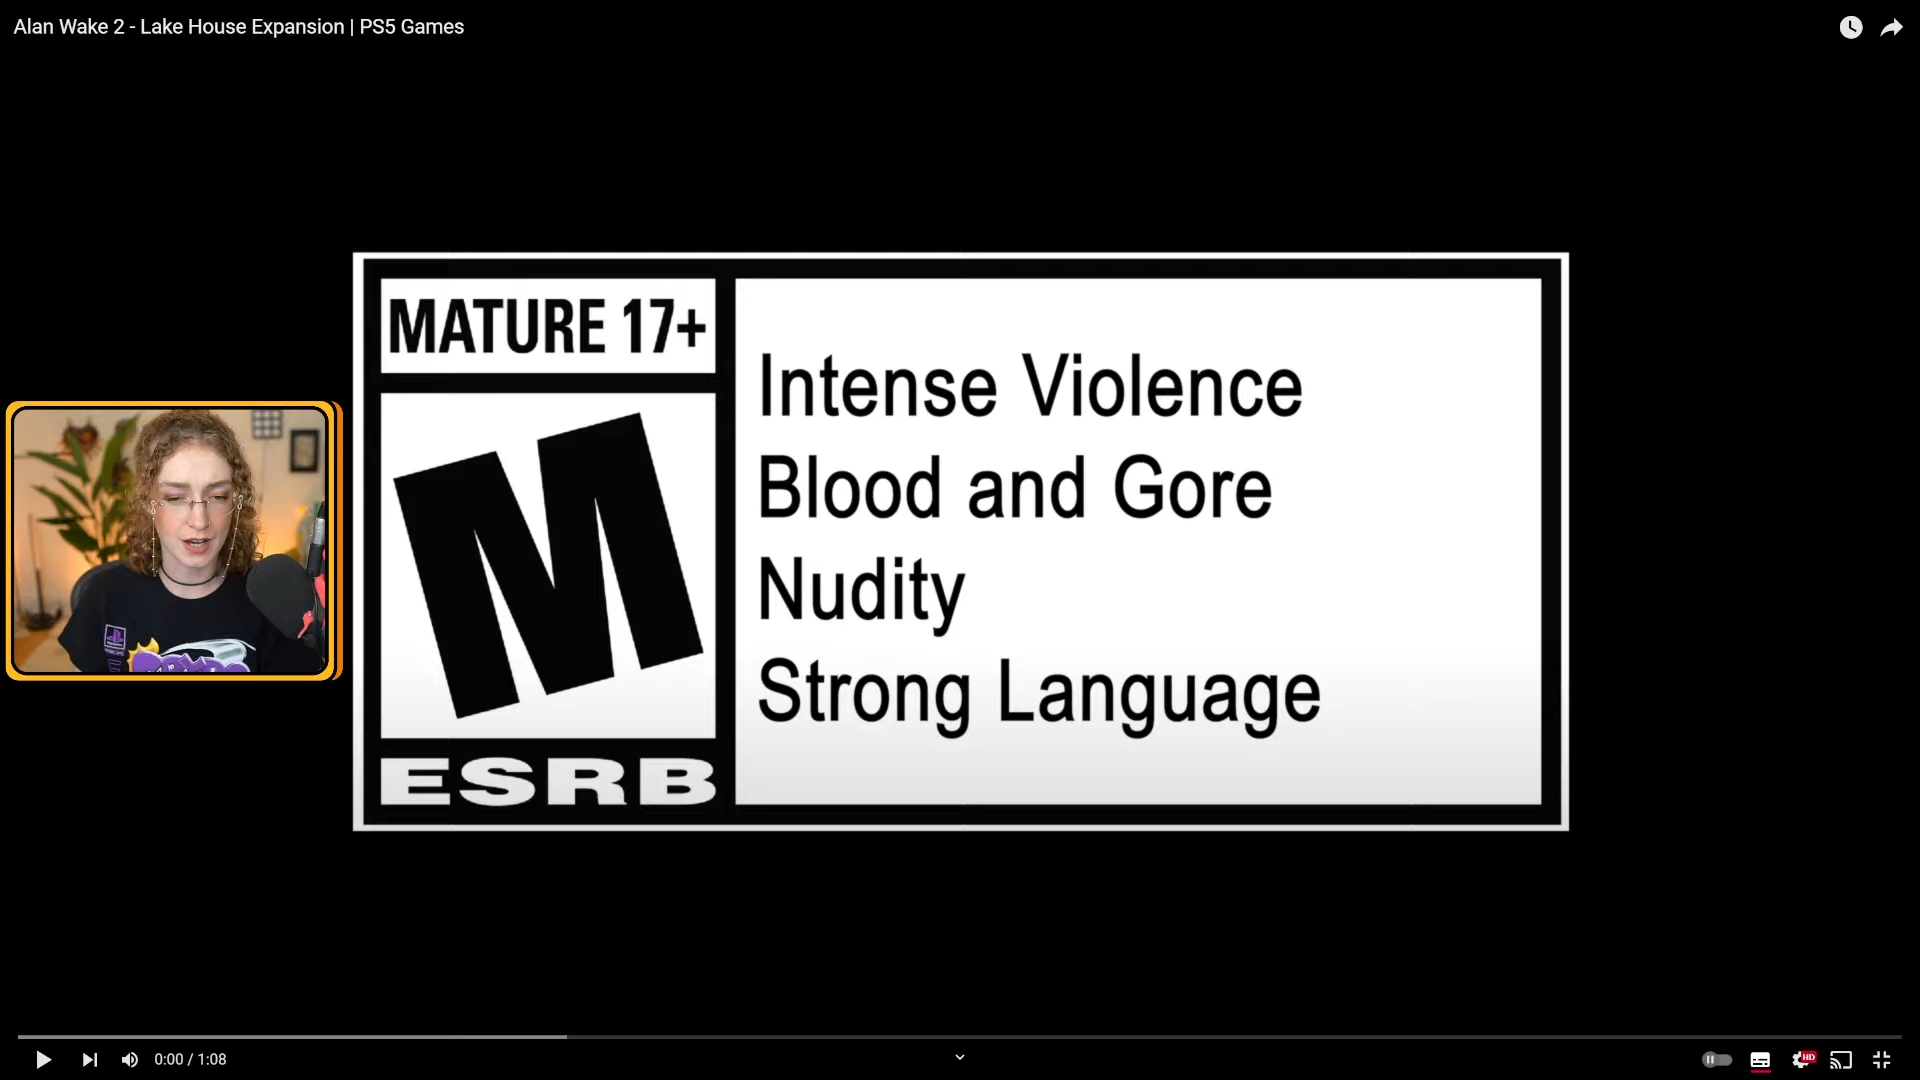 Alan Wake 2 - Lake House Expansion | PS5 Games
MATURE 17+
M
ESRB
Intense Violence
Blood and Gore
Nudity
Strong Language
0:00 / 1:08
HD